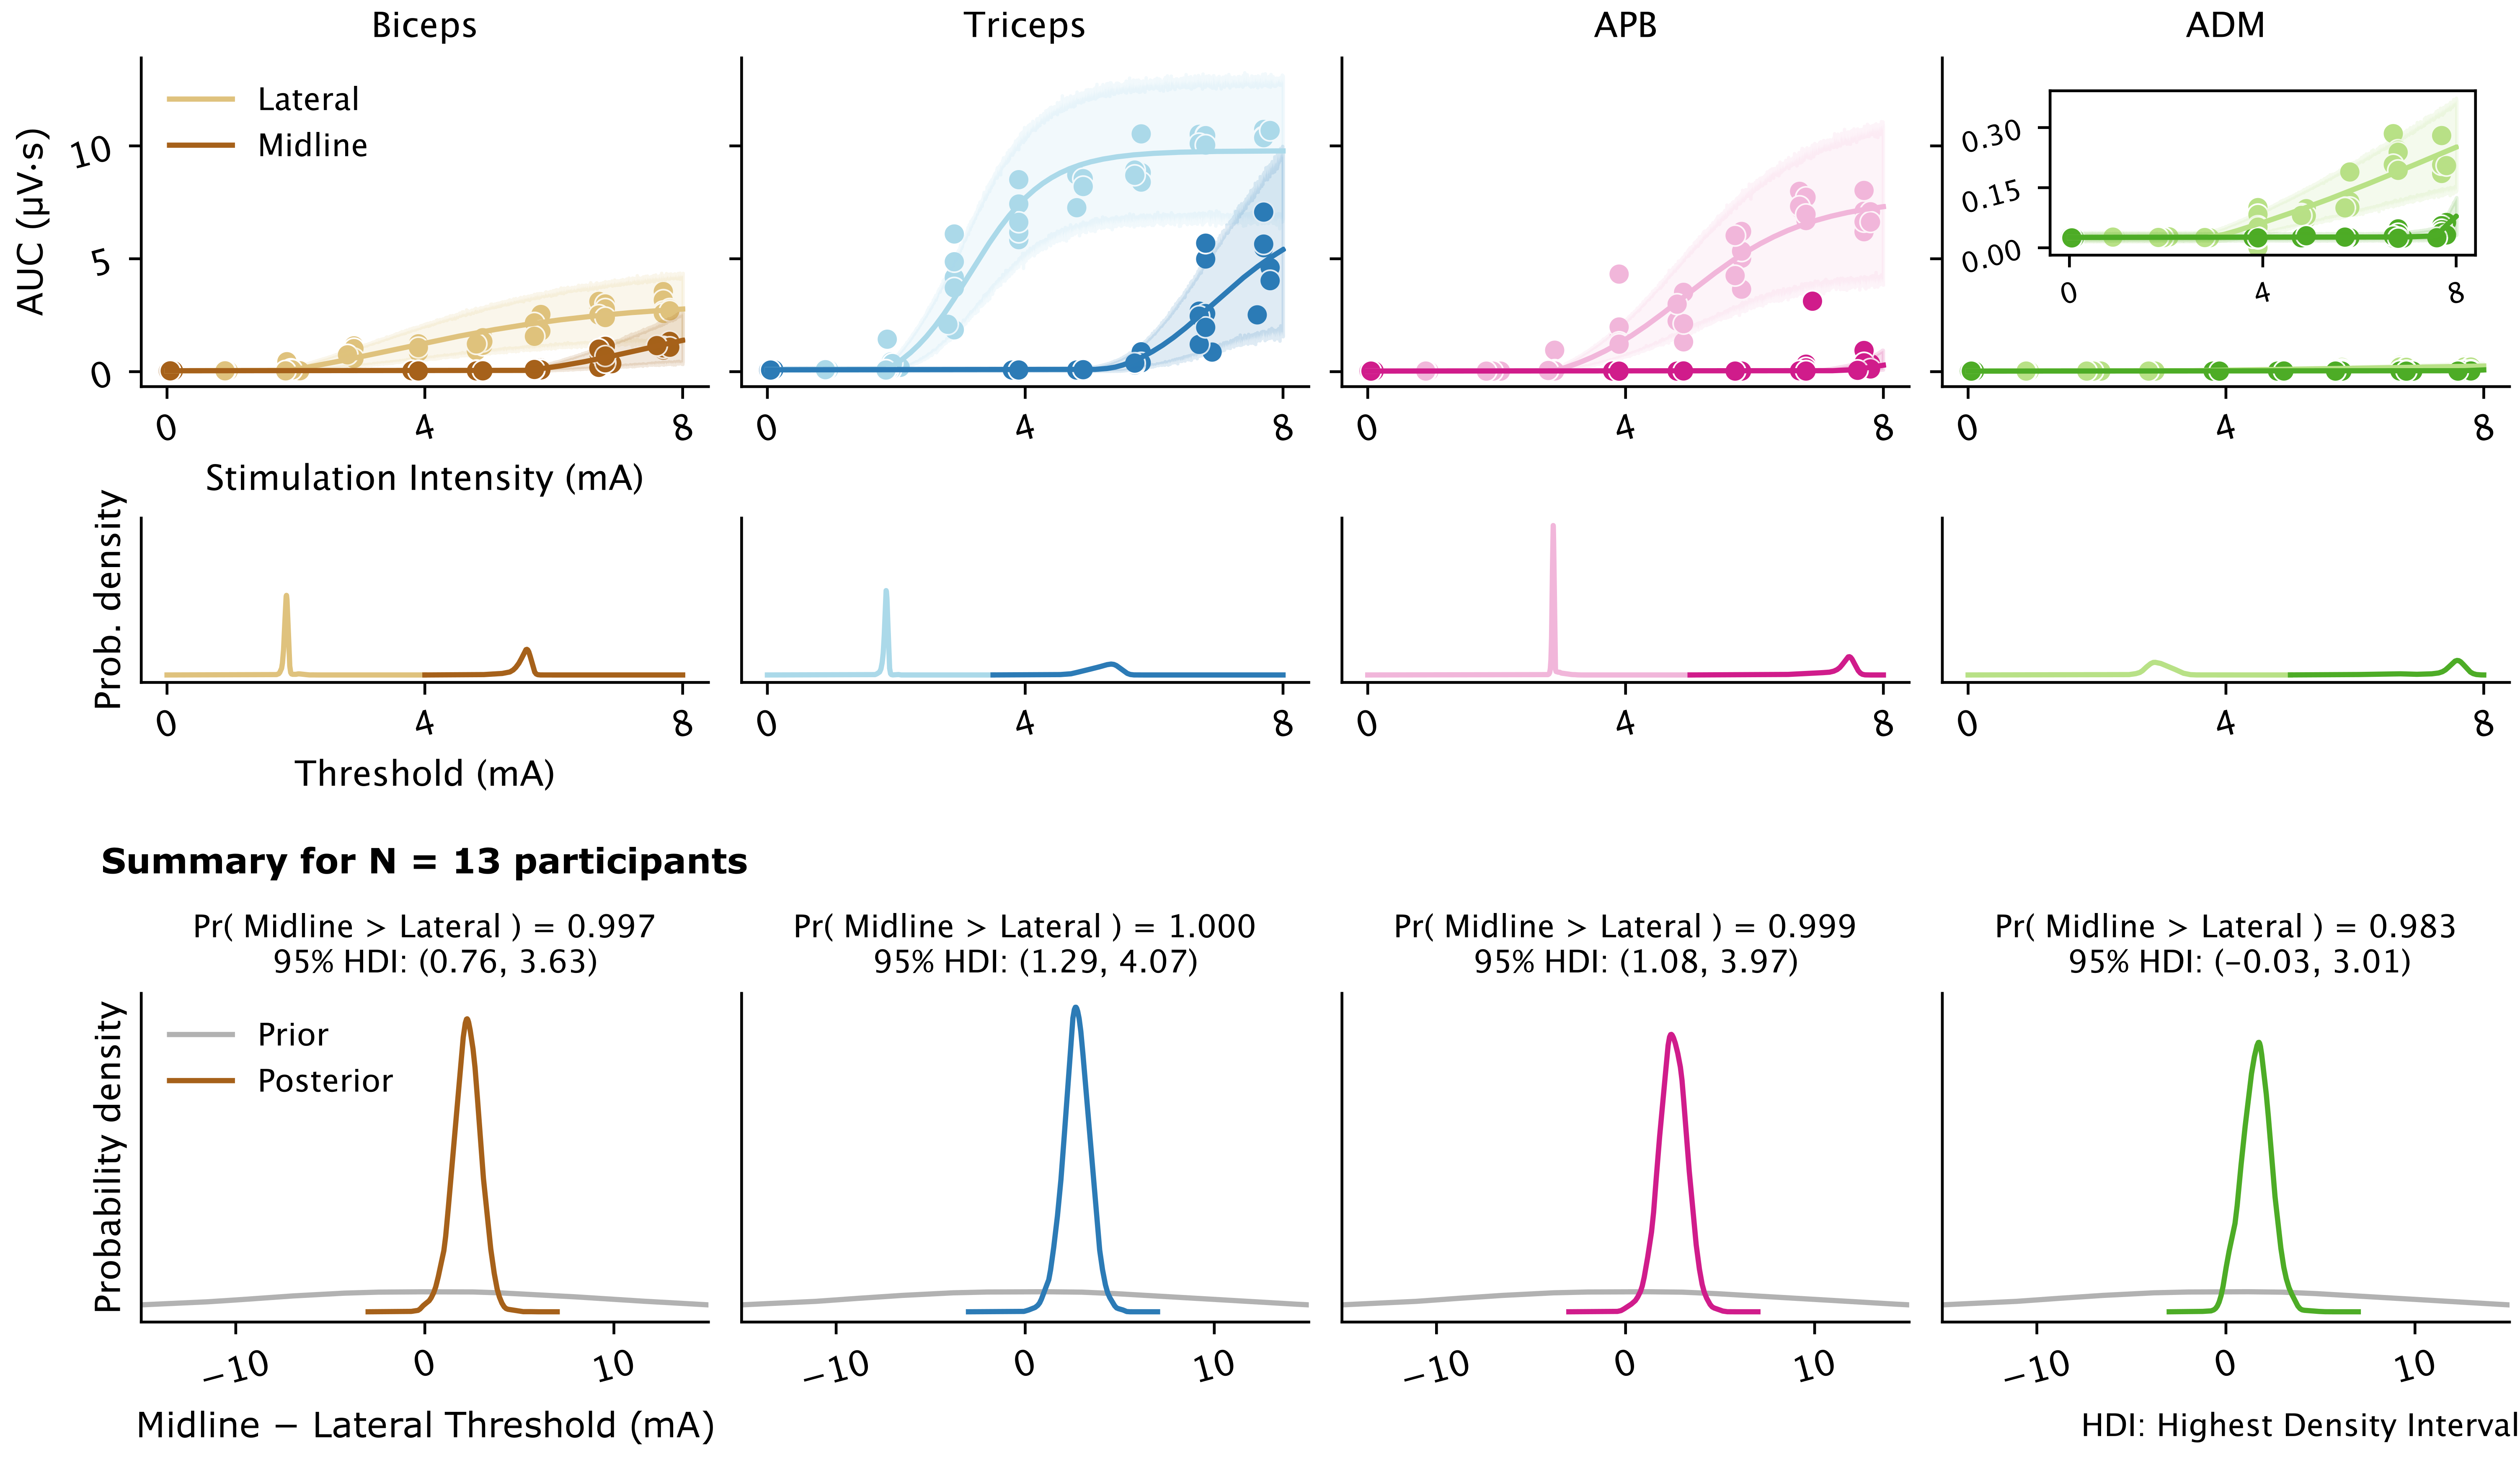 Biceps
Triceps
APB
ADM
Lateral
Midline
AUC (µV·s)
10
5
0
0.30
0.15
0.00
0
4
8
0
4
8
0
4
8
0
4
8
0
4
8
Stimulation Intensity (mA)
Prob. density
0
4
8
0
4
8
0
4
8
0
4
8
Threshold (mA)
Summary for N = 13 participants
Pr( Midline > Lateral ) = 0.997
95% HDI: (0.76, 3.63)
Pr( Midline > Lateral ) = 1.000
95% HDI: (1.29, 4.07)
Pr( Midline > Lateral ) = 0.999
95% HDI: (1.08, 3.97)
Pr( Midline > Lateral ) = 0.983
95% HDI: (-0.03, 3.01)
Prior
Posterior
Probability density
−10
0
10
−10
0
10
−10
0
10
−10
0
10
Midline − Lateral Threshold (mA)
HDI: Highest Density Interval